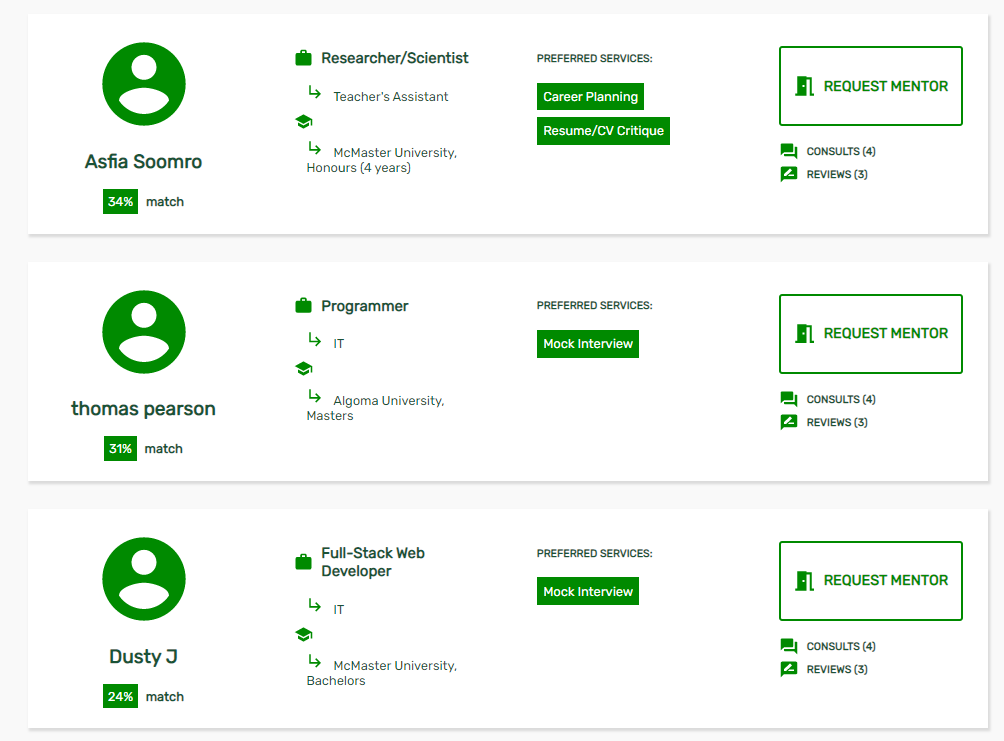 Asfia Soomro
34% match
Researcher/Scientist
Teacher's Assistant
McMaster University,
Honours (4 years)
PREFERRED SERVICES:
Career Planning
Resume/CV Critique
REQUEST MENTOR
CONSULTS (4)
REVIEWS (3)
thomas pearson
31% match
Programmer
IT
Algoma University,
Masters
PREFERRED SERVICES:
Mock Interview
REQUEST MENTOR
CONSULTS (4)
REVIEWS (3)
Dusty J
24% match
Full-Stack Web
Developer
IT
McMaster University,
Bachelors
PREFERRED SERVICES:
Mock Interview
REQUEST MENTOR
CONSULTS (4)
REVIEWS (3)